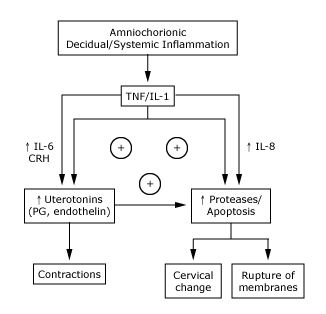 Amniochorionic
Decidual/Systemic Inflammation
TNF/IL-1
↑ IL-6
CRH
↑ IL-8
+
+
+
↑ Uterotonins
(PG, endothelin)
↑ Proteases/
Apoptosis
Contractions
Cervical
change
Rupture of
membranes